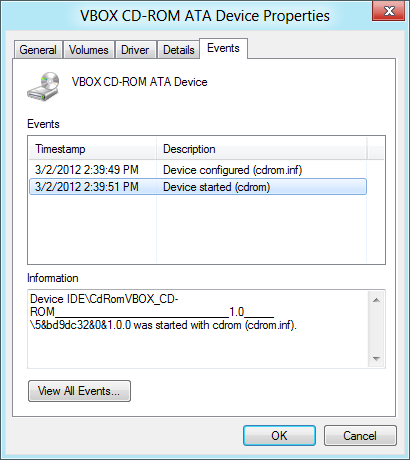 VBOX CD-ROM ATA Device Properties
General Volumes Driver Details Events
VBOX CD-ROM ATA Device
Events
Timestamp Description
3/2/2012 2:39:49 PM Device configured (cdrom.inf)
3/2/2012 2:39:51 PM Device started (cdrom)
Information
Device IDE\CdRomVBOX_CD-
ROM_____________________________1.0_____
\5&bd9dc32&0&1.0.0 was started with cdrom (cdrom.inf).
View All Events...
OK Cancel